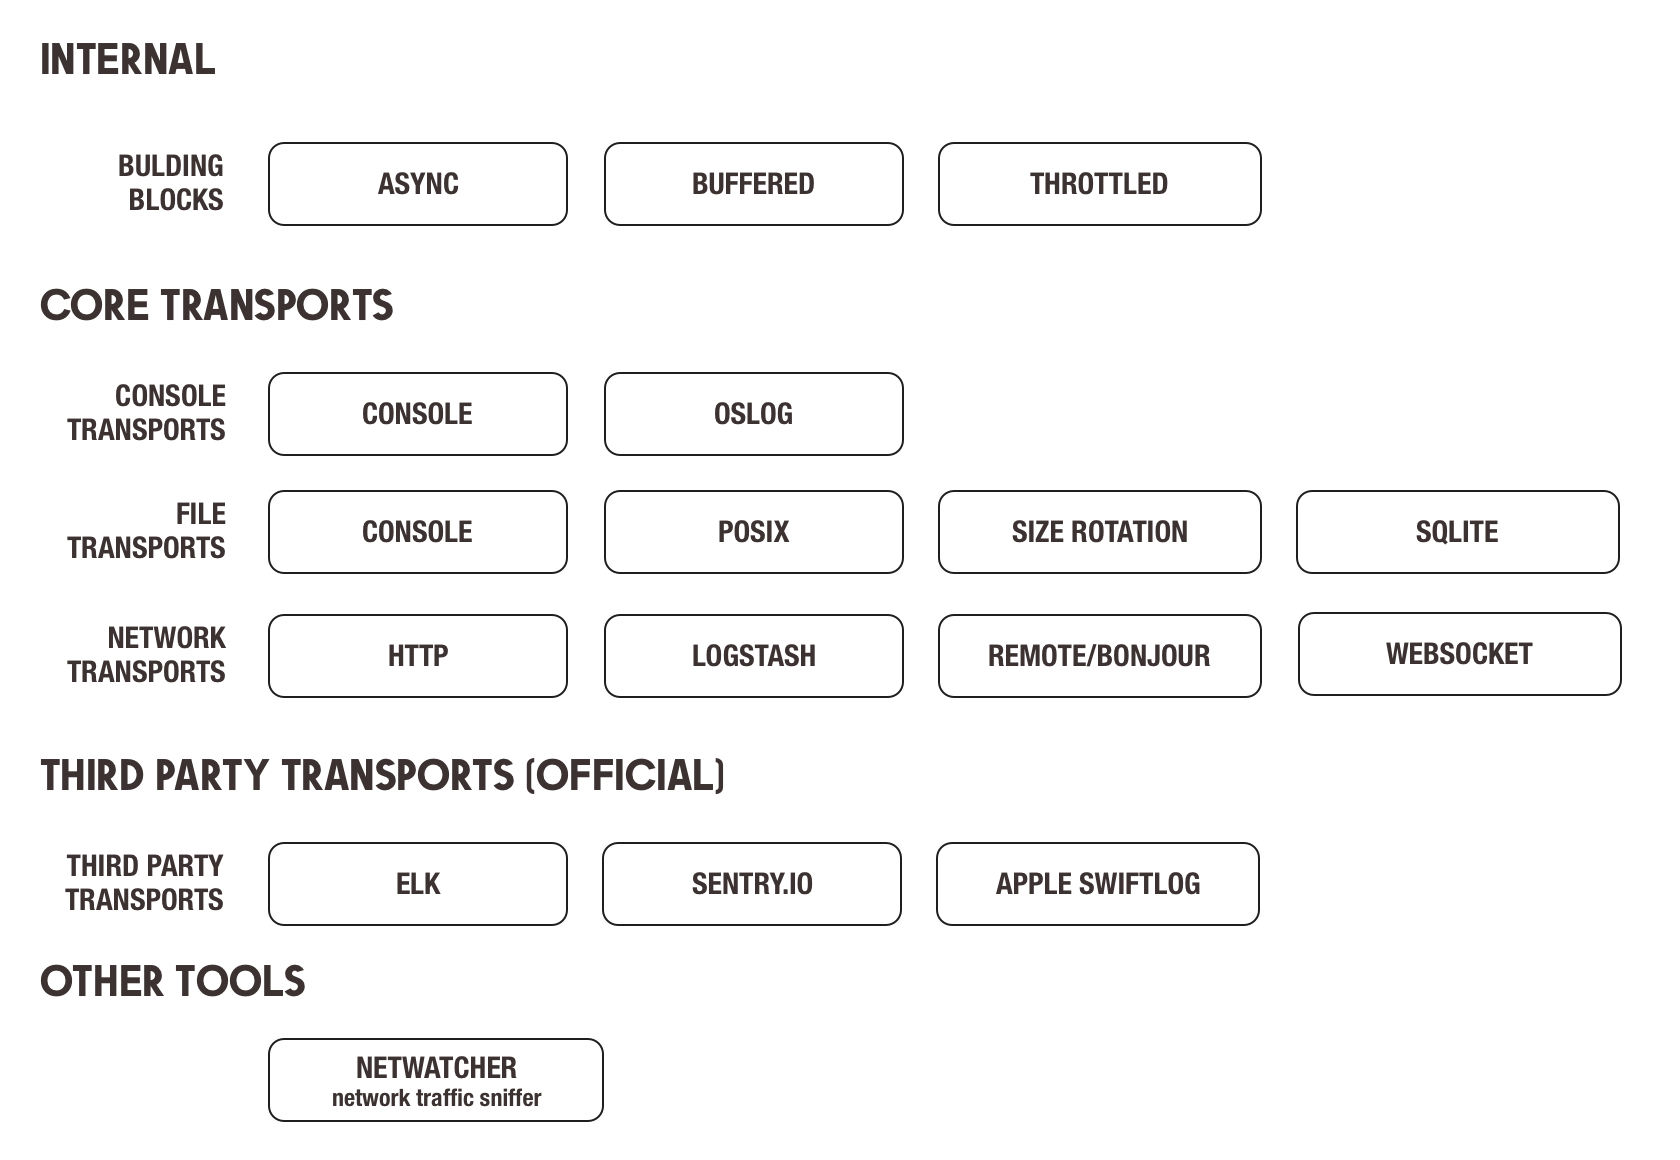 INTERNAL
BULDING
BLOCKS
ASYNC
BUFFERED
THROTTLED
CORE TRANSPORTS
CONSOLE
TRANSPORTS
CONSOLE
OSLOG
FILE
TRANSPORTS
CONSOLE
POSIX
SIZE ROTATION
SQLITE
NETWORK
TRANSPORTS
HTTP
LOGSTASH
REMOTE/BONJOUR
WEBSOCKET
THIRD PARTY TRANSPORTS (OFFICIAL)
THIRD PARTY
TRANSPORTS
ELK
SENTRY.IO
APPLE SWIFTLOG
OTHER TOOLS
NETWATCHER
network traffic sniffer